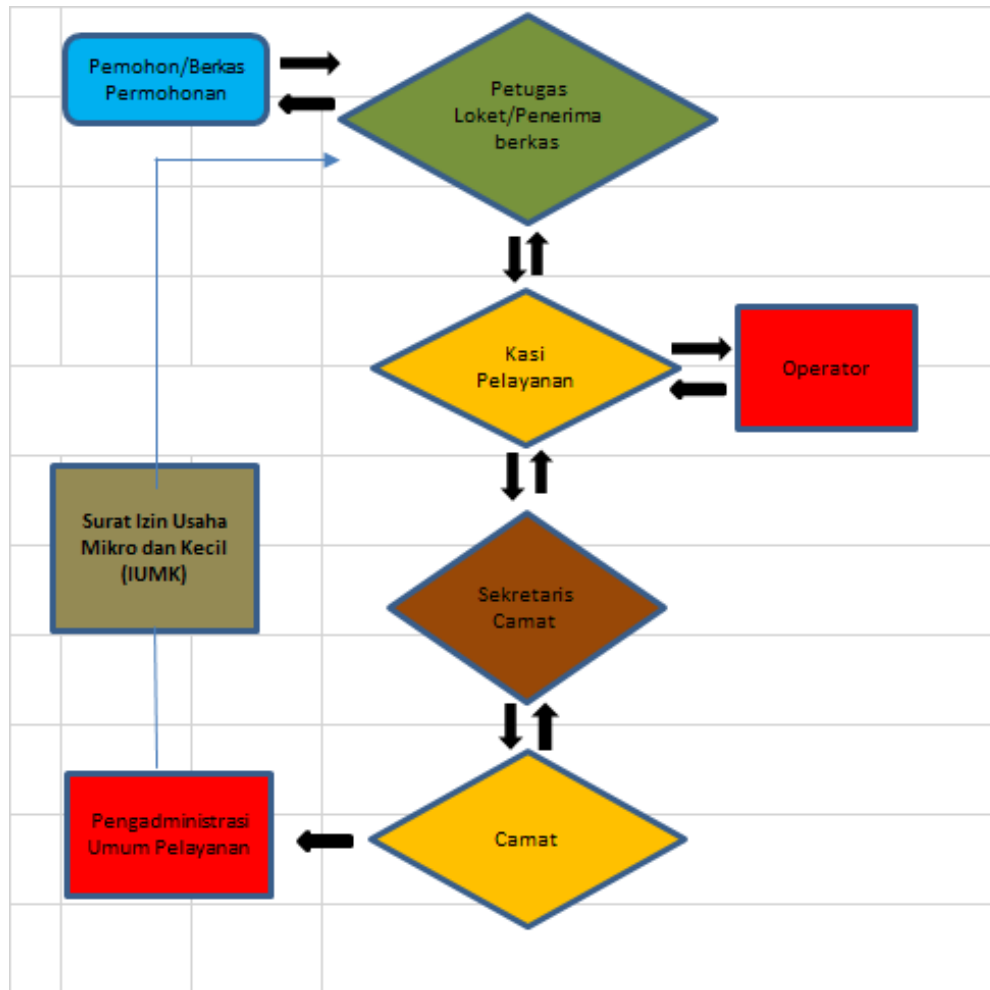 Pemohon/Berkas
Permohonan
Petugas
Loket/Penerima
berkas
Kasi
Pelayanan
Operator
Surat Izin Usaha
Mikro dan Kecil
(IUMK)
Sekretaris
Camat
Pengadministrasi
Umum Pelayanan
Camat